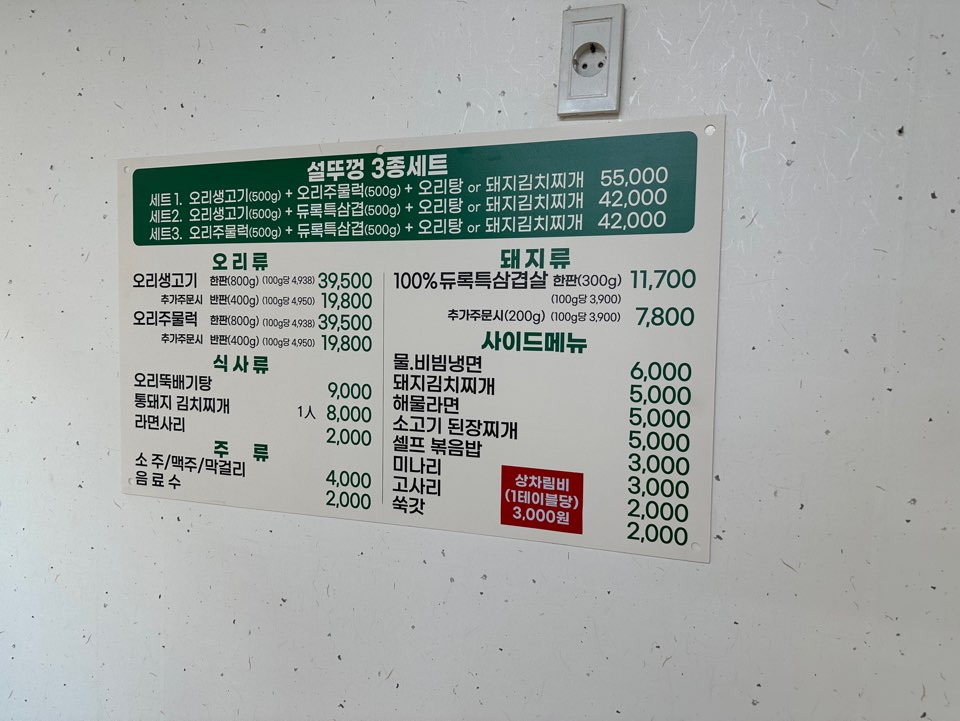 설뚜껑 3종세트
세트1. 오리생고기(500g) + 오리주물럭(500g) + 오리탕 or 돼지김치찌개 55,000
세트2. 오리생고기(500g) + 듀록특삼겹(500g) + 오리탕 or 돼지김치찌개 42,000
세트3. 오리주물럭(500g) + 듀록특삼겹(500g) + 오리탕 or 돼지김치찌개 42,000
오리류
오리생고기 한판(800g) (100g당 4,938) 39,500
추가주문시 반판(400g) (100g당 4,950) 19,800
오리주물럭 한판(800g) (100g당 4,938) 39,500
추가주문시 반판(400g) (100g당 4,950) 19,800
식사류
오리뚝배기탕 9,000
통돼지 김치찌개 1人 8,000
라면사리 2,000
주 류
소주/맥주/막걸리 4,000
음료수 2,000
돼지류
100%듀록특삼겹살 한판(300g) 11,700
(100g당 3,900)
추가주문시(200g) (100g당 3,900) 7,800
사이드메뉴
물.비빔냉면 6,000
돼지김치찌개 5,000
해물라면 5,000
소고기 된장찌개 5,000
셀프 볶음밥 3,000
미나리 3,000
고사리 2,000
쑥갓 2,000
상차림비
(1테이블당)
3,000원